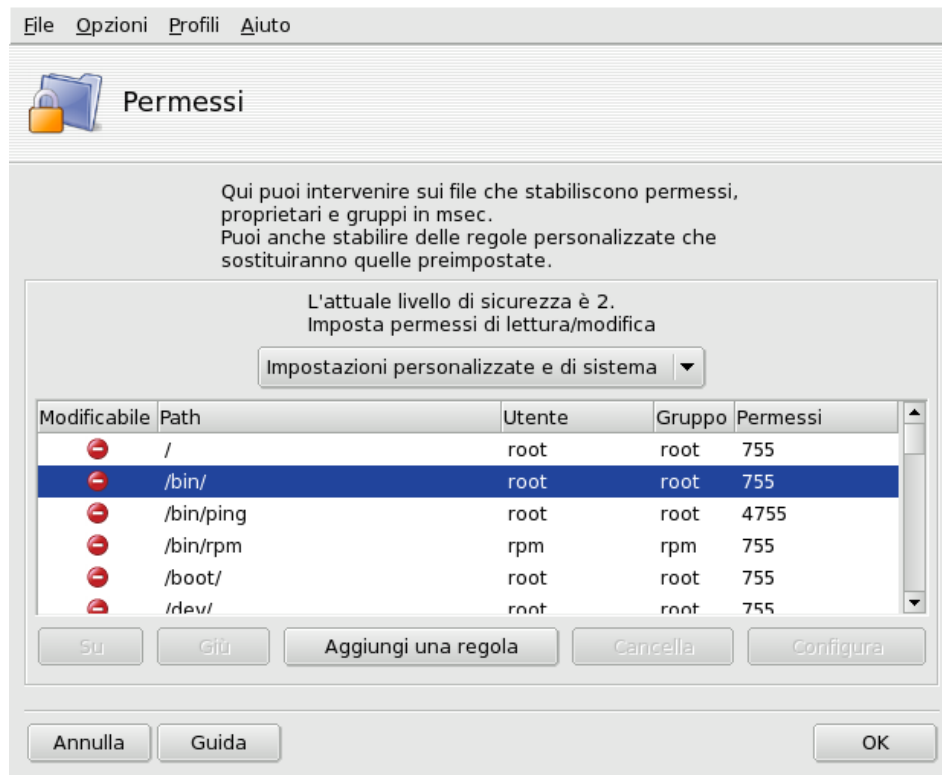 File Opzioni Profili Aiuto
Permessi
Qui puoi intervenire sui file che stabiliscono permessi,
proprietari e gruppi in msec.
Puoi anche stabilire delle regole personalizzate che
sostituiranno quelle preimpostate.
L'attuale livello di sicurezza è 2.
Imposta permessi di lettura/modifica
Impostazioni personalizzate e di sistema
Modificabile Path Utente Gruppo Permessi
/ root root 755
/bin/ root root 755
/bin/ping root root 4755
/bin/rpm rpm rpm 755
/boot/ root root 755
/dev/ root root 755
Su Giù Aggiungi una regola Cancella Configura
Annulla Guida OK